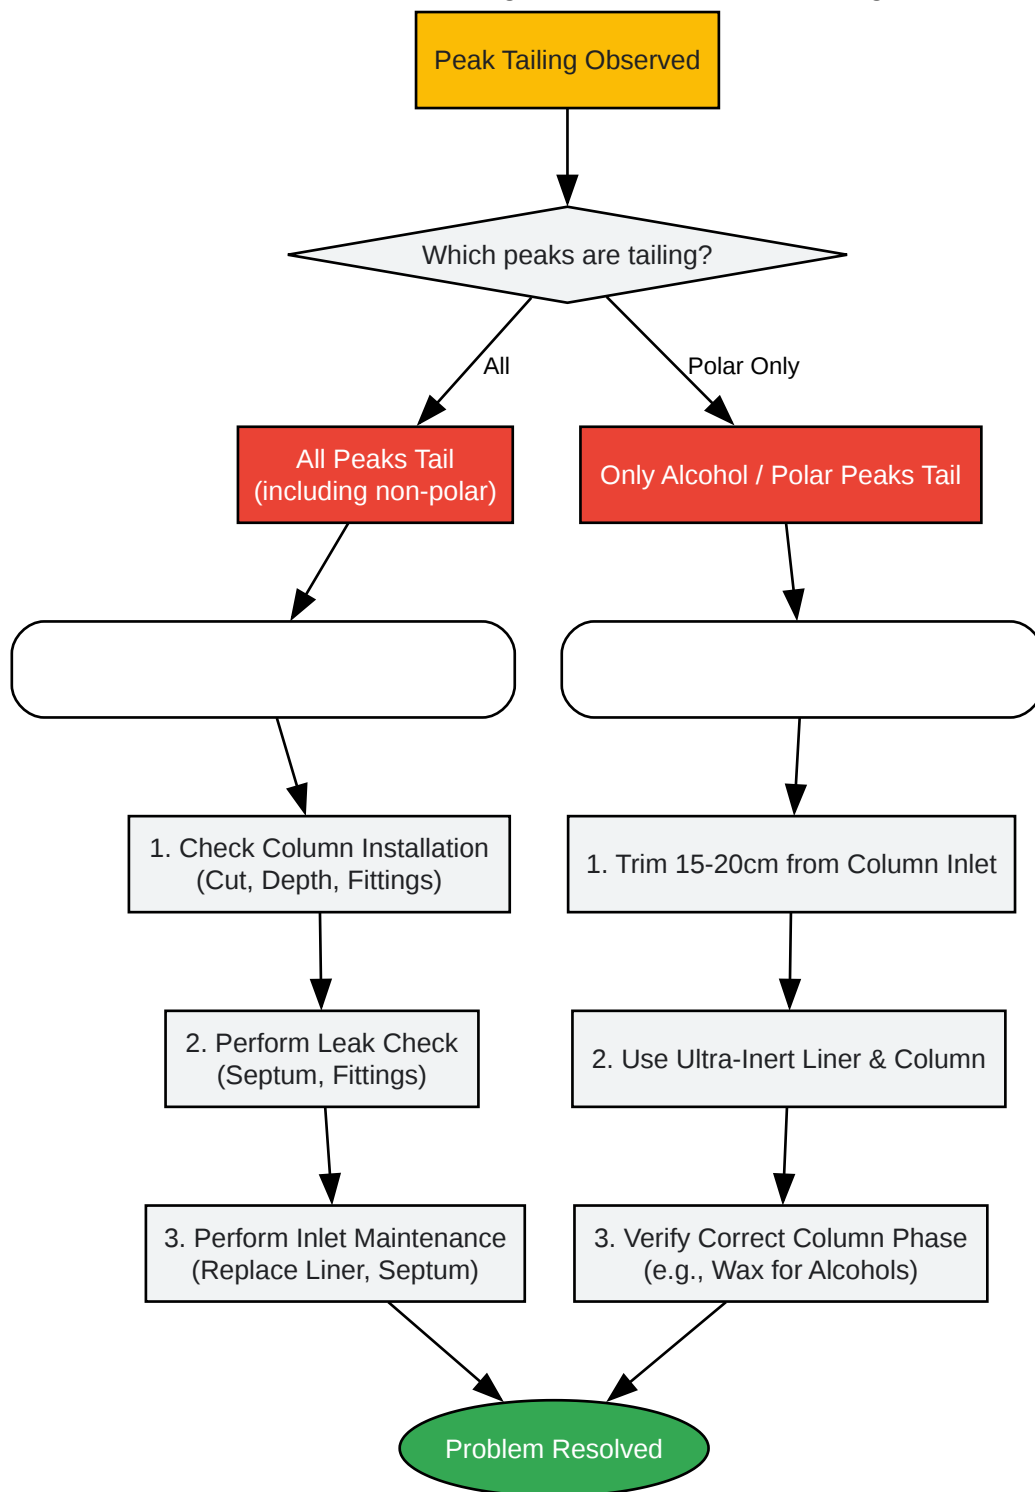 Peak Tailing Observed
Which peaks are tailing?
All
Polar Only
All Peaks Tail
(including non-polar)
Only Alcohol / Polar Peaks Tail
1. Check Column Installation
(Cut, Depth, Fittings)
1. Trim 15-20cm from Column Inlet
2. Perform Leak Check
(Septum, Fittings)
2. Use Ultra-Inert Liner & Column
3. Perform Inlet Maintenance
(Replace Liner, Septum)
3. Verify Correct Column Phase
(e.g., Wax for Alcohols)
Problem Resolved